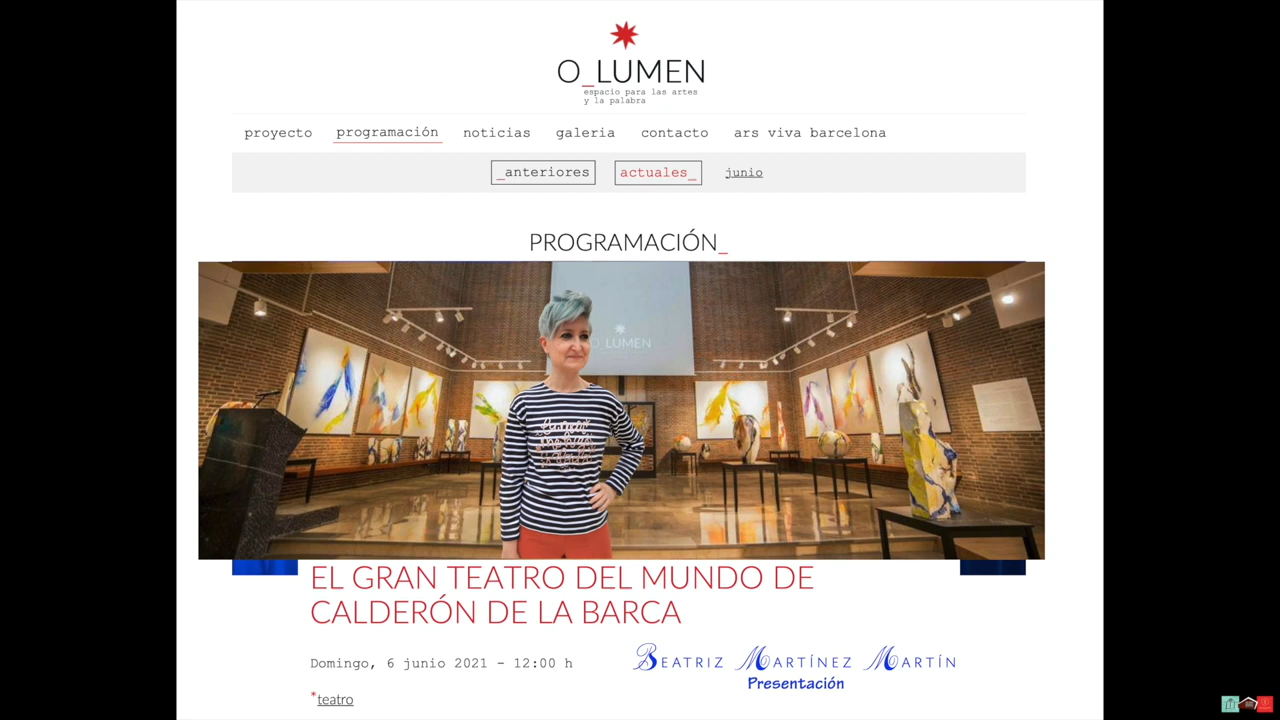 O_LUMEN
espacio para las artes
y la palabra
proyecto programación noticias galeria contacto ars viva barcelona
_anteriores actuales_ junio
PROGRAMACIÓN_
O_LUMEN
EL GRAN TEATRO DEL MUNDO DE
CALDERÓN DE LA BARCA
Domingo, 6 junio 2021 - 12:00 h
BEATRIZ MARTÍNEZ MARTÍN
Presentación
*teatro